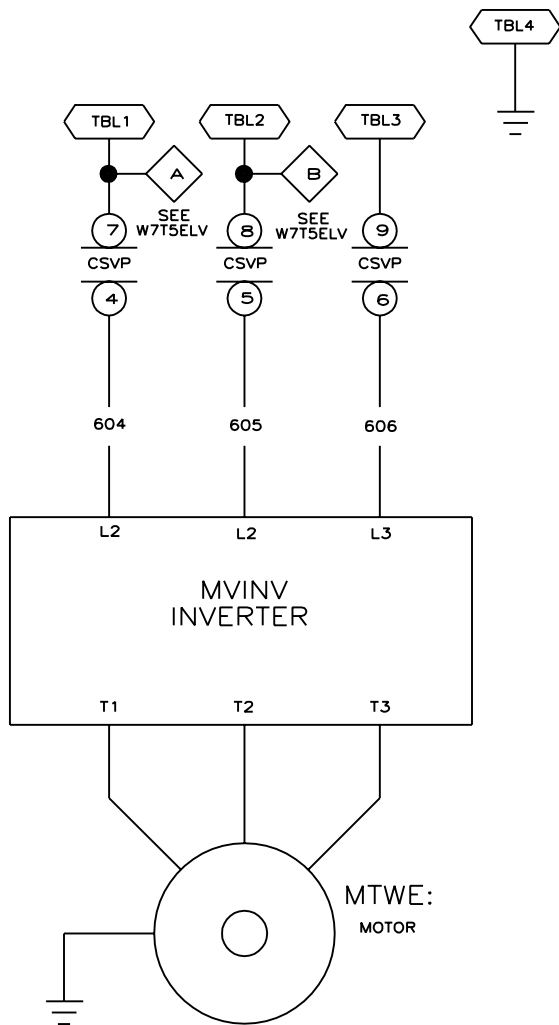 TBL4
TBL1 TBL2 TBL3
A B
SEE
W7T5ELV
SEE
W7T5ELV
7 8 9
CSVP CSVP CSVP
4 5 6
604 605 606
L2 L2 L3
MVINV
INVERTER
T1 T2 T3
MTWE:
MOTOR